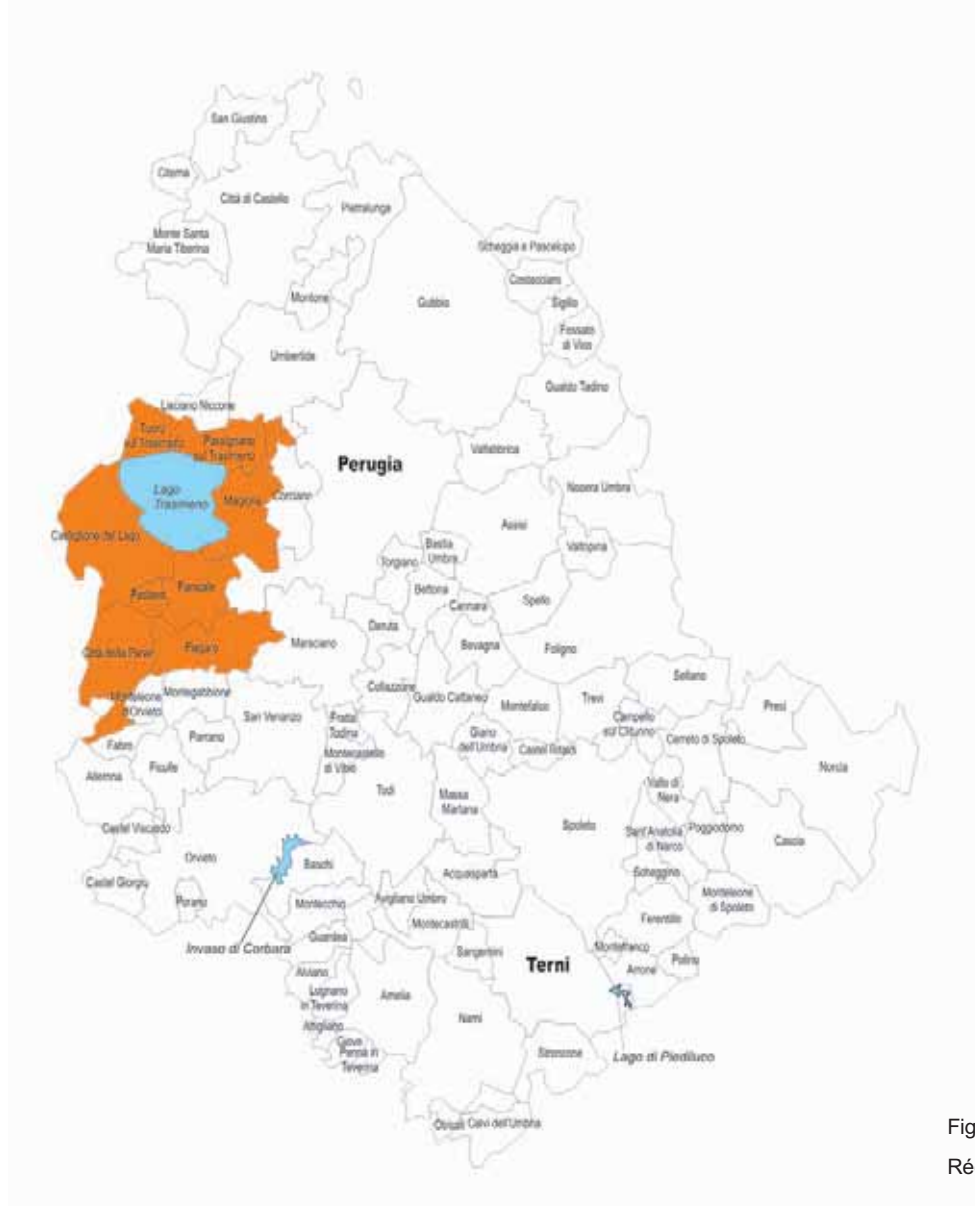 San Giustino
Citerna
Città di Castello
Pietralunga
Monte Santa
Maria Tiberina
Scheggia e Pascelupo
Costacciaro
Montone
Gubbio
Sigillo
Fossato
di Vico
Umbertide
Gualdo Tadino
Lisciano Niccone
Tuoro
sul Trasimeno
Passignano
sul Trasimeno
Perugia
Valfabbrica
Lago
Trasimeno
Magione
Corciano
Nocera Umbra
Castiglione del Lago
Assisi
Bastia
Umbra
Valtopina
Torgiano
Paciano
Panicale
Bettona
Cannara
Spello
Deruta
Città della Pieve
Piegaro
Marsciano
Bevagna
Foligno
Collazzone
Sellano
Monteleone
d'Orvieto
Montegabbione
Gualdo Cattaneo
Montefalco
Trevi
Preci
San Venanzo
Fratta
Todina
Campello
sul Clitunno
Fabro
Parrano
Giano
dell'Umbria
Castel Ritaldi
Cerreto di Spoleto
Montecastello
di Vibio
Allerona
Ficulle
Norcia
Todi
Massa
Martana
Vallo di
Nera
Castel Viscardo
Spoleto
Sant'Anatolia
di Narco
Poggiodomo
Cascia
Orvieto
Baschi
Scheggino
Castel Giorgio
Acquasparta
Porano
Montecchio
Avigliano Umbro
Monteleone
di Spoleto
Montecastrilli
Ferentillo
Invaso di Corbara
Guardea
Sangemini
Montefranco
Terni
Arrone
Polino
Alviano
Lugnano
in Teverina
Amelia
Attigliano
Narni
Giove
Penna in
Teverina
Stroncone
Lago di Piediluco
Otricoli
Calvi dell'Umbria
Fig
Ré